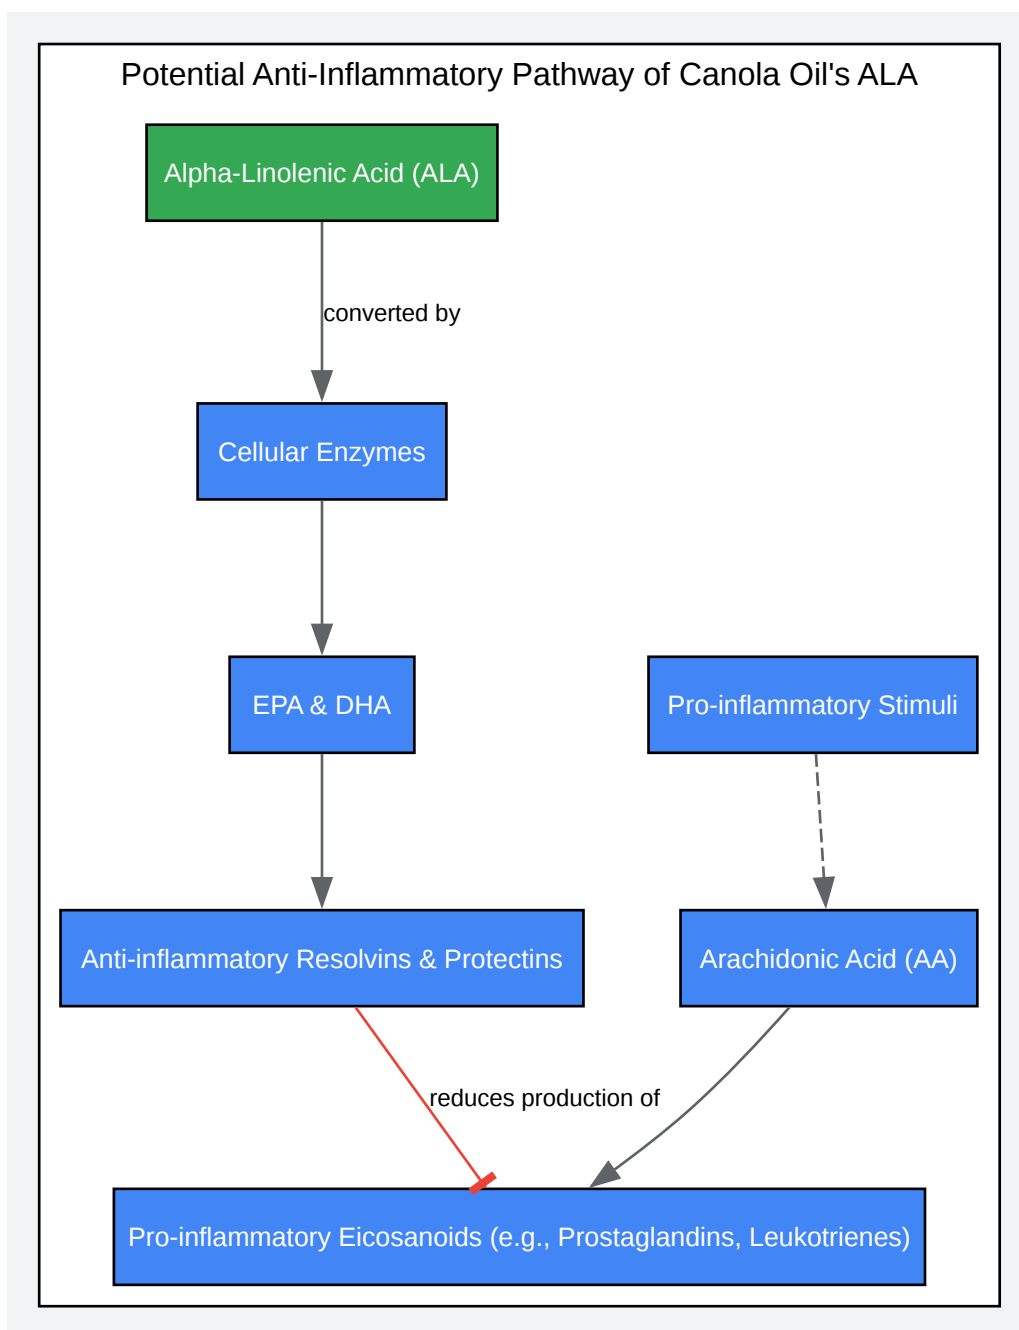 Potential Anti-Inflammatory Pathway of Canola Oil's ALA
Alpha-Linolenic Acid (ALA)
converted by
Cellular Enzymes
EPA & DHA
Pro-inflammatory Stimuli
Anti-inflammatory Resolvins & Protectins
Arachidonic Acid (AA)
reduces production of
Pro-inflammatory Eicosanoids (e.g., Prostaglandins, Leukotrienes)